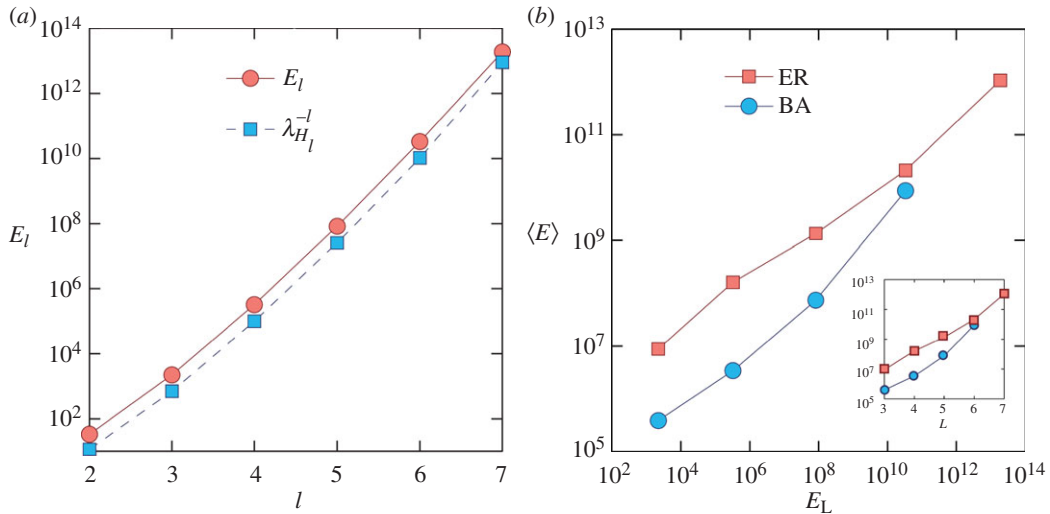 (a)
10^14
10^12
10^10
10^8
10^6
10^4
10^2
E_l
E_l
λ_{H_l}^{-l}
2 3 4 5 6 7
l
(b)
10^13
10^11
10^9
10^7
10^5
⟨E⟩
ER
BA
10^13
10^11
10^9
10^7
10^5
3 4 5 6 7
L
10^2 10^4 10^6 10^8 10^10 10^12 10^14
E_L